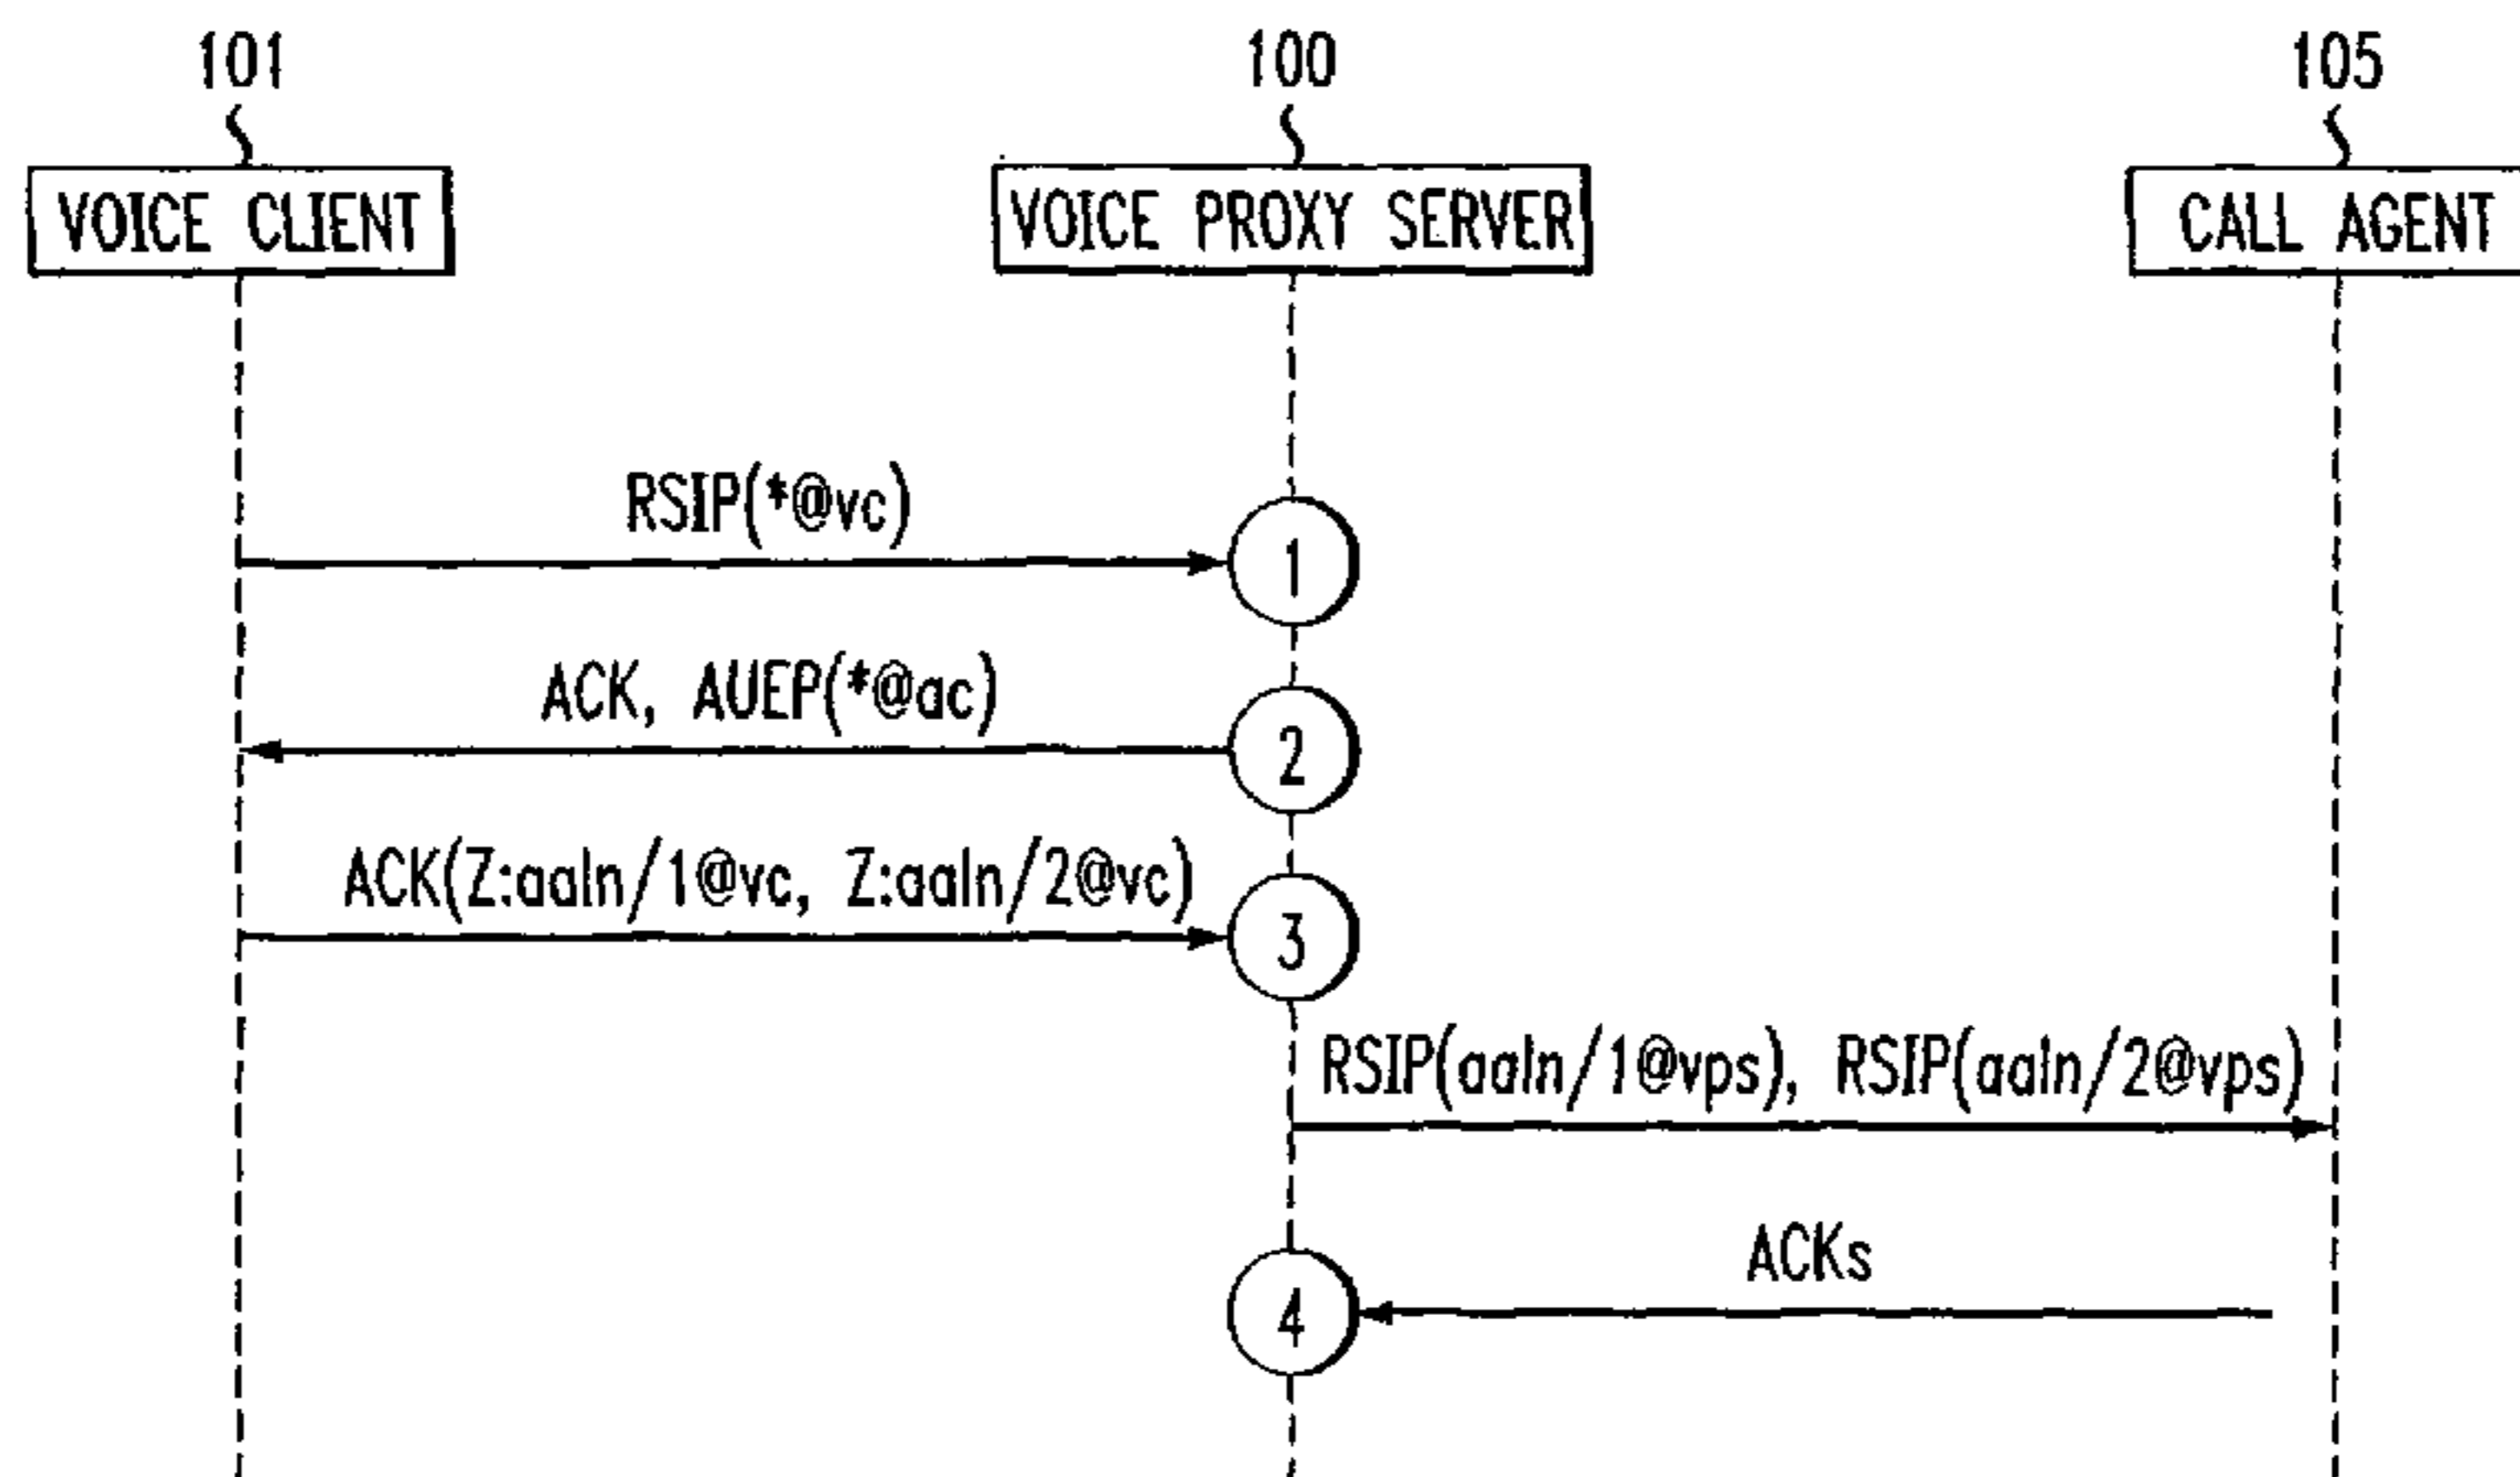 101 100 105
VOICE CLIENT VOICE PROXY SERVER CALL AGENT
RSIP(*@vc)
1
ACK, AUEP(*@ac)
2
ACK(Z:aaln/1@vc, Z:aaln/2@vc)
3
RSIP(aaln/1@vps), RSIP(aaln/2@vps)
ACKs
4